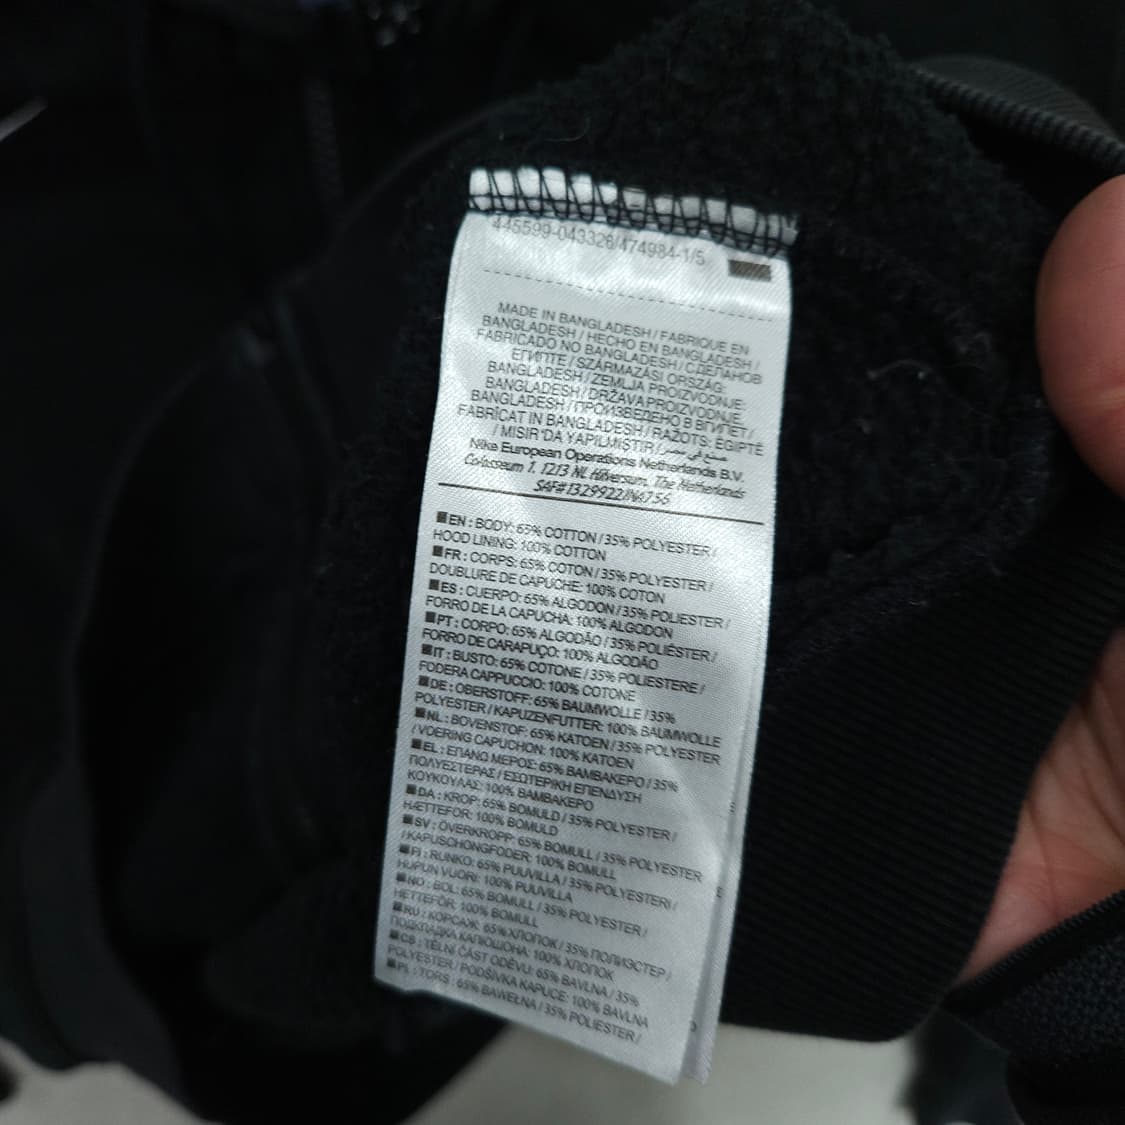 445599-043326/474984-1/5
MADE IN BANGLADESH / FABRIQUE EN
BANGLADESH / HECHO EN BANGLADESH /
FABRICADO NO BANGLADESH / СДЕЛАНОВ
ЕГИПТЕ / SZÁRMAZÁSI ORSZÁG:
BANGLADESH / ZEMLJA PROIZVODNJE:
BANGLADESH / DRŽAVA PROIZVODNJE:
BANGLADESH / ПРОИЗВЕДЕНО В ЕГИПЕТ /
FABRICAT IN BANGLADESH / RAŽOTS: ĒĢIPTĒ
/ MISIR'DA YAPILMISTIR / صنع في مصر
Nike European Operations Netherlands B.V.
Colosseum 1, 1213 NL Hilversum, The Netherlands
SAF#1329922/INA756
EN : BODY: 65% COTTON / 35% POLYESTER /
HOOD LINING: 100% COTTON
FR : CORPS: 65% COTON / 35% POLYESTER /
DOUBLURE DE CAPUCHE: 100% COTON
ES : CUERPO: 65% ALGODON / 35% POLIESTER /
FORRO DE LA CAPUCHA: 100% ALGODON
PT : CORPO: 65% ALGODÃO / 35% POLIÉSTER /
FORRO DE CARAPUÇO: 100% ALGODÃO
IT : BUSTO: 65% COTONE / 35% POLIESTERE /
FODERA CAPPUCCIO: 100% COTONE
DE : OBERSTOFF: 65% BAUMWOLLE / 35%
POLYESTER / KAPUZENFUTTER: 100% BAUMWOLLE
NL : BOVENSTOF: 65% KATOEN / 35% POLYESTER
/ VOERING CAPUCHON: 100% KATOEN
EL : ΕΠΑΝΩ ΜΕΡΟΣ: 65% ΒΑΜΒΑΚΕΡΟ / 35%
ΠΟΛΥΕΣΤΕΡΑΣ / ΕΣΩΤΕΡΙΚΗ ΕΠΕΝΔΥΣΗ
ΚΟΥΚΟΥΛΑΣ: 100% ΒΑΜΒΑΚΕΡΟ
DA : KROP: 65% BOMULD / 35% POLYESTER /
HÆTTEFOR: 100% BOMULD
SV : ÖVERKROPP: 65% BOMULL / 35% POLYESTER
/ KAPUSCHONGFODER: 100% BOMULL
FI : RUNKO: 65% PUUVILLA / 35% POLYESTERI /
HUPUN VUORI: 100% PUUVILLA
NO : BOL: 65% BOMULL / 35% POLYESTER /
HETTEFÔR: 100% BOMULL
RU : КОРСАЖ: 65% ХЛОПОК / 35% ПОЛИЭСТЕР /
ПОДКЛАДКА КАПЮШОНА: 100% ХЛОПОК
CS : TĚLNÍ ČÁST ODĚVU: 65% BAVLNA / 35%
POLYESTER / PODŠÍVKA KAPUCE: 100% BAVLNA
PL : TORS : 65% BAWEŁNA / 35% POLIESTER /